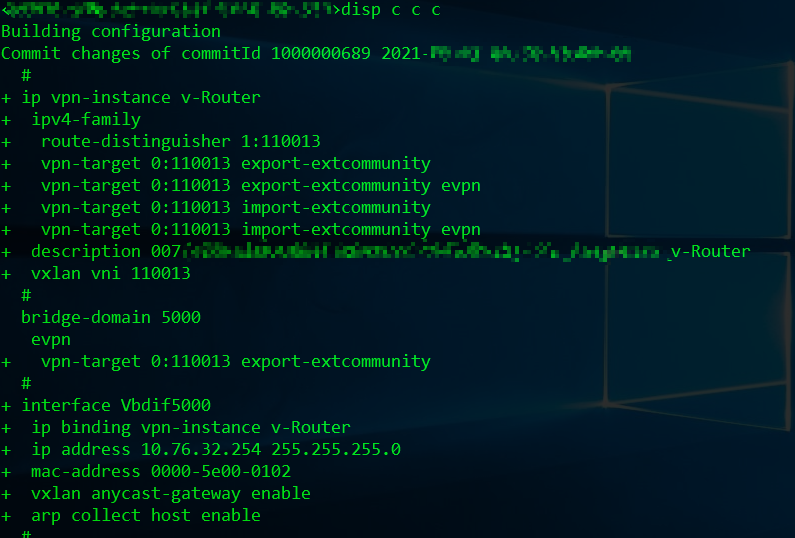 >disp c c c
Building configuration
Commit changes of commitId 1000000689 2021-
#
+ ip vpn-instance v-Router
+ ipv4-family
+ route-distinguisher 1:110013
+ vpn-target 0:110013 export-extcommunity
+ vpn-target 0:110013 export-extcommunity evpn
+ vpn-target 0:110013 import-extcommunity
+ vpn-target 0:110013 import-extcommunity evpn
+ description 007 _v-Router
+ vxlan vni 110013
#
bridge-domain 5000
evpn
+ vpn-target 0:110013 export-extcommunity
#
+ interface Vbdif5000
+ ip binding vpn-instance v-Router
+ ip address 10.76.32.254 255.255.255.0
+ mac-address 0000-5e00-0102
+ vxlan anycast-gateway enable
+ arp collect host enable
#